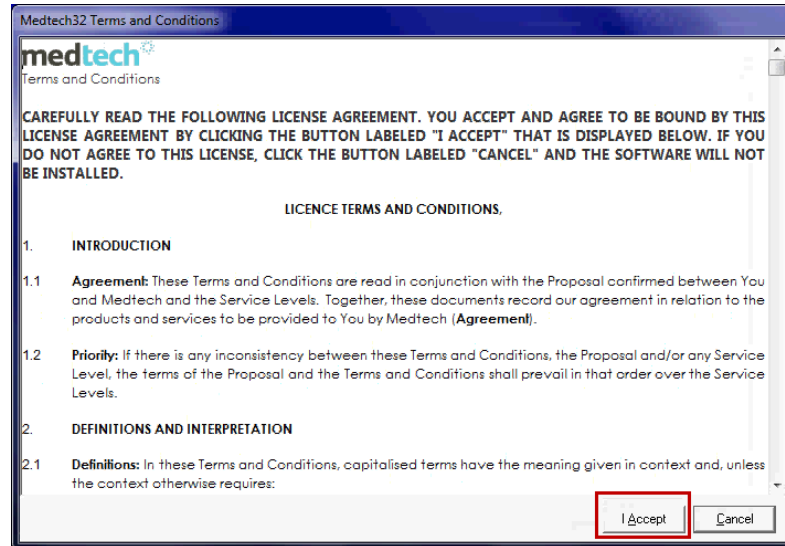 Medtech32 Terms and Conditions
medtech
Terms and Conditions
CAREFULLY READ THE FOLLOWING LICENSE AGREEMENT. YOU ACCEPT AND AGREE TO BE BOUND BY THIS
LICENSE AGREEMENT BY CLICKING THE BUTTON LABELED "I ACCEPT" THAT IS DISPLAYED BELOW. IF YOU
DO NOT AGREE TO THIS LICENSE, CLICK THE BUTTON LABELED "CANCEL" AND THE SOFTWARE WILL NOT
BE INSTALLED.
LICENCE TERMS AND CONDITIONS,
1. INTRODUCTION
1.1 Agreement: These Terms and Conditions are read in conjunction with the Proposal confirmed between You
and Medtech and the Service Levels. Together, these documents record our agreement in relation to the
products and services to be provided to You by Medtech (Agreement).
1.2 Priority: If there is any inconsistency between these Terms and Conditions, the Proposal and/or any Service
Level, the terms of the Proposal and the Terms and Conditions shall prevail in that order over the Service
Levels.
2. DEFINITIONS AND INTERPRETATION
2.1 Definitions: In these Terms and Conditions, capitalised terms have the meaning given in context and, unless
the context otherwise requires:
I Accept Cancel